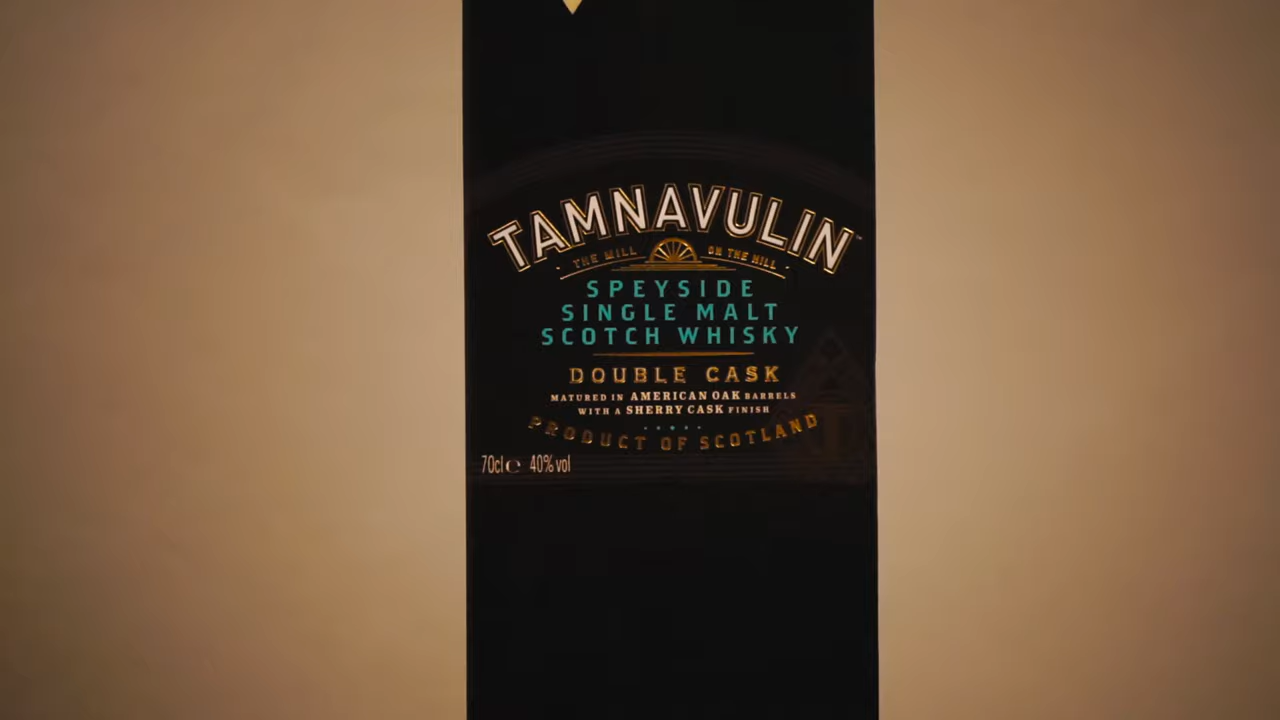 TAMNAVULIN™
THE MILL ON THE HILL
SPEYSIDE
SINGLE MALT
SCOTCH WHISKY
DOUBLE CASK
MATURED IN AMERICAN OAK BARRELS
WITH A SHERRY CASK FINISH
PRODUCT OF SCOTLAND
70cl℮ 40% vol